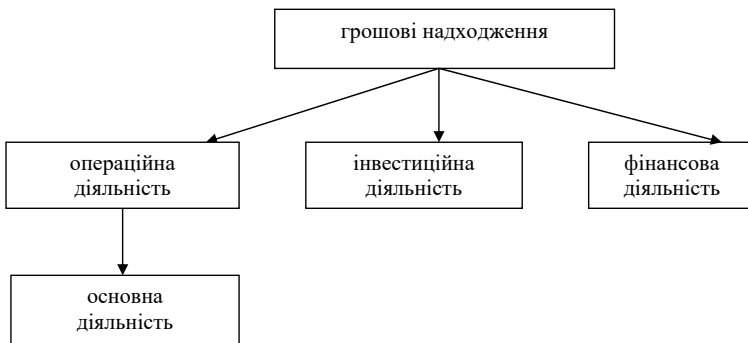 грошові надходження
операційна
діяльність
інвестиційна
діяльність
фінансова
діяльність
основна
діяльність